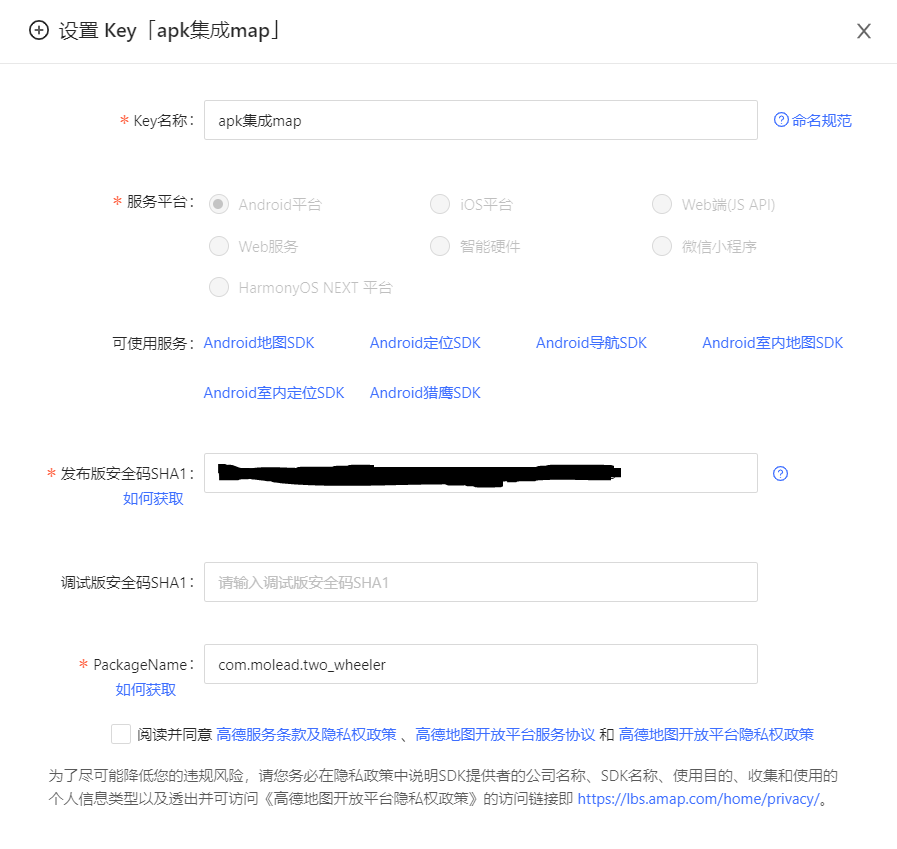 设置 Key「apk集成map」
* Key名称: apk集成map 命名规范
* 服务平台: Android平台 iOS平台 Web端(JS API)
Web服务 智能硬件 微信小程序
HarmonyOS NEXT 平台
可使用服务: Android地图SDK Android定位SDK Android导航SDK Android室内地图SDK
Android室内定位SDK Android猎鹰SDK
* 发布版安全码SHA1:
如何获取
调试版安全码SHA1: 请输入调试版安全码SHA1
* PackageName: com.molead.two_wheeler
如何获取
阅读并同意 高德服务条款及隐私权政策 、高德地图开放平台服务协议 和 高德地图开放平台隐私权政策
为了尽可能降低您的违规风险，请您务必在隐私政策中说明SDK提供者的公司名称、SDK名称、使用目的、收集和使用的
个人信息类型以及透出并可访问《高德地图开放平台隐私权政策》的访问链接即 https://lbs.amap.com/home/privacy/。